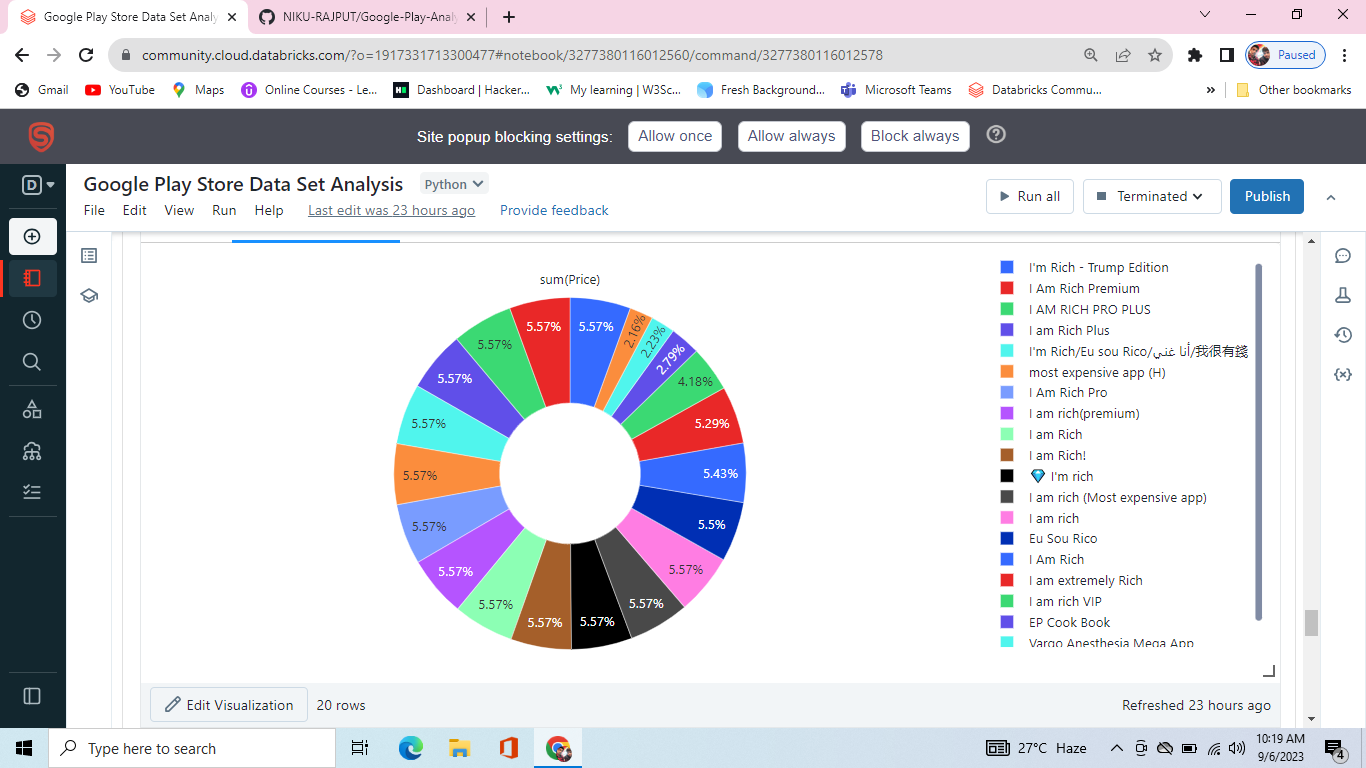 Google Play Store Data Set Analy
NIKU-RAJPUT/Google-Play-Analy
community.cloud.databricks.com/?o=1917331713300477#notebook/3277380116012560/command/3277380116012578
Paused
Gmail
YouTube
Maps
Online Courses - Le...
Dashboard | Hacker...
My learning | W3Sc...
Fresh Background...
Microsoft Teams
Databricks Commu...
»
Other bookmarks
Site popup blocking settings:
Allow once
Allow always
Block always
D
Google Play Store Data Set Analysis
Python
File
Edit
View
Run
Help
Last edit was 23 hours ago
Provide feedback
Run all
Terminated
Publish
sum(Price)
5.57%
2.16%
2.23%
2.79%
4.18%
5.29%
5.43%
5.5%
5.57%
5.57%
5.57%
5.57%
5.57%
5.57%
5.57%
5.57%
5.57%
5.57%
5.57%
5.57%
I'm Rich - Trump Edition
I Am Rich Premium
I AM RICH PRO PLUS
I am Rich Plus
I'm Rich/Eu sou Rico/أنا غني/我很有錢
most expensive app (H)
I Am Rich Pro
I am rich(premium)
I am Rich
I am Rich!
💎 I'm rich
I am rich (Most expensive app)
I am rich
Eu Sou Rico
I Am Rich
I am extremely Rich
I am rich VIP
EP Cook Book
Vargo Anesthesia Mega App
Edit Visualization
20 rows
Refreshed 23 hours ago
Type here to search
27°C Haze
10:19 AM
9/6/2023
4